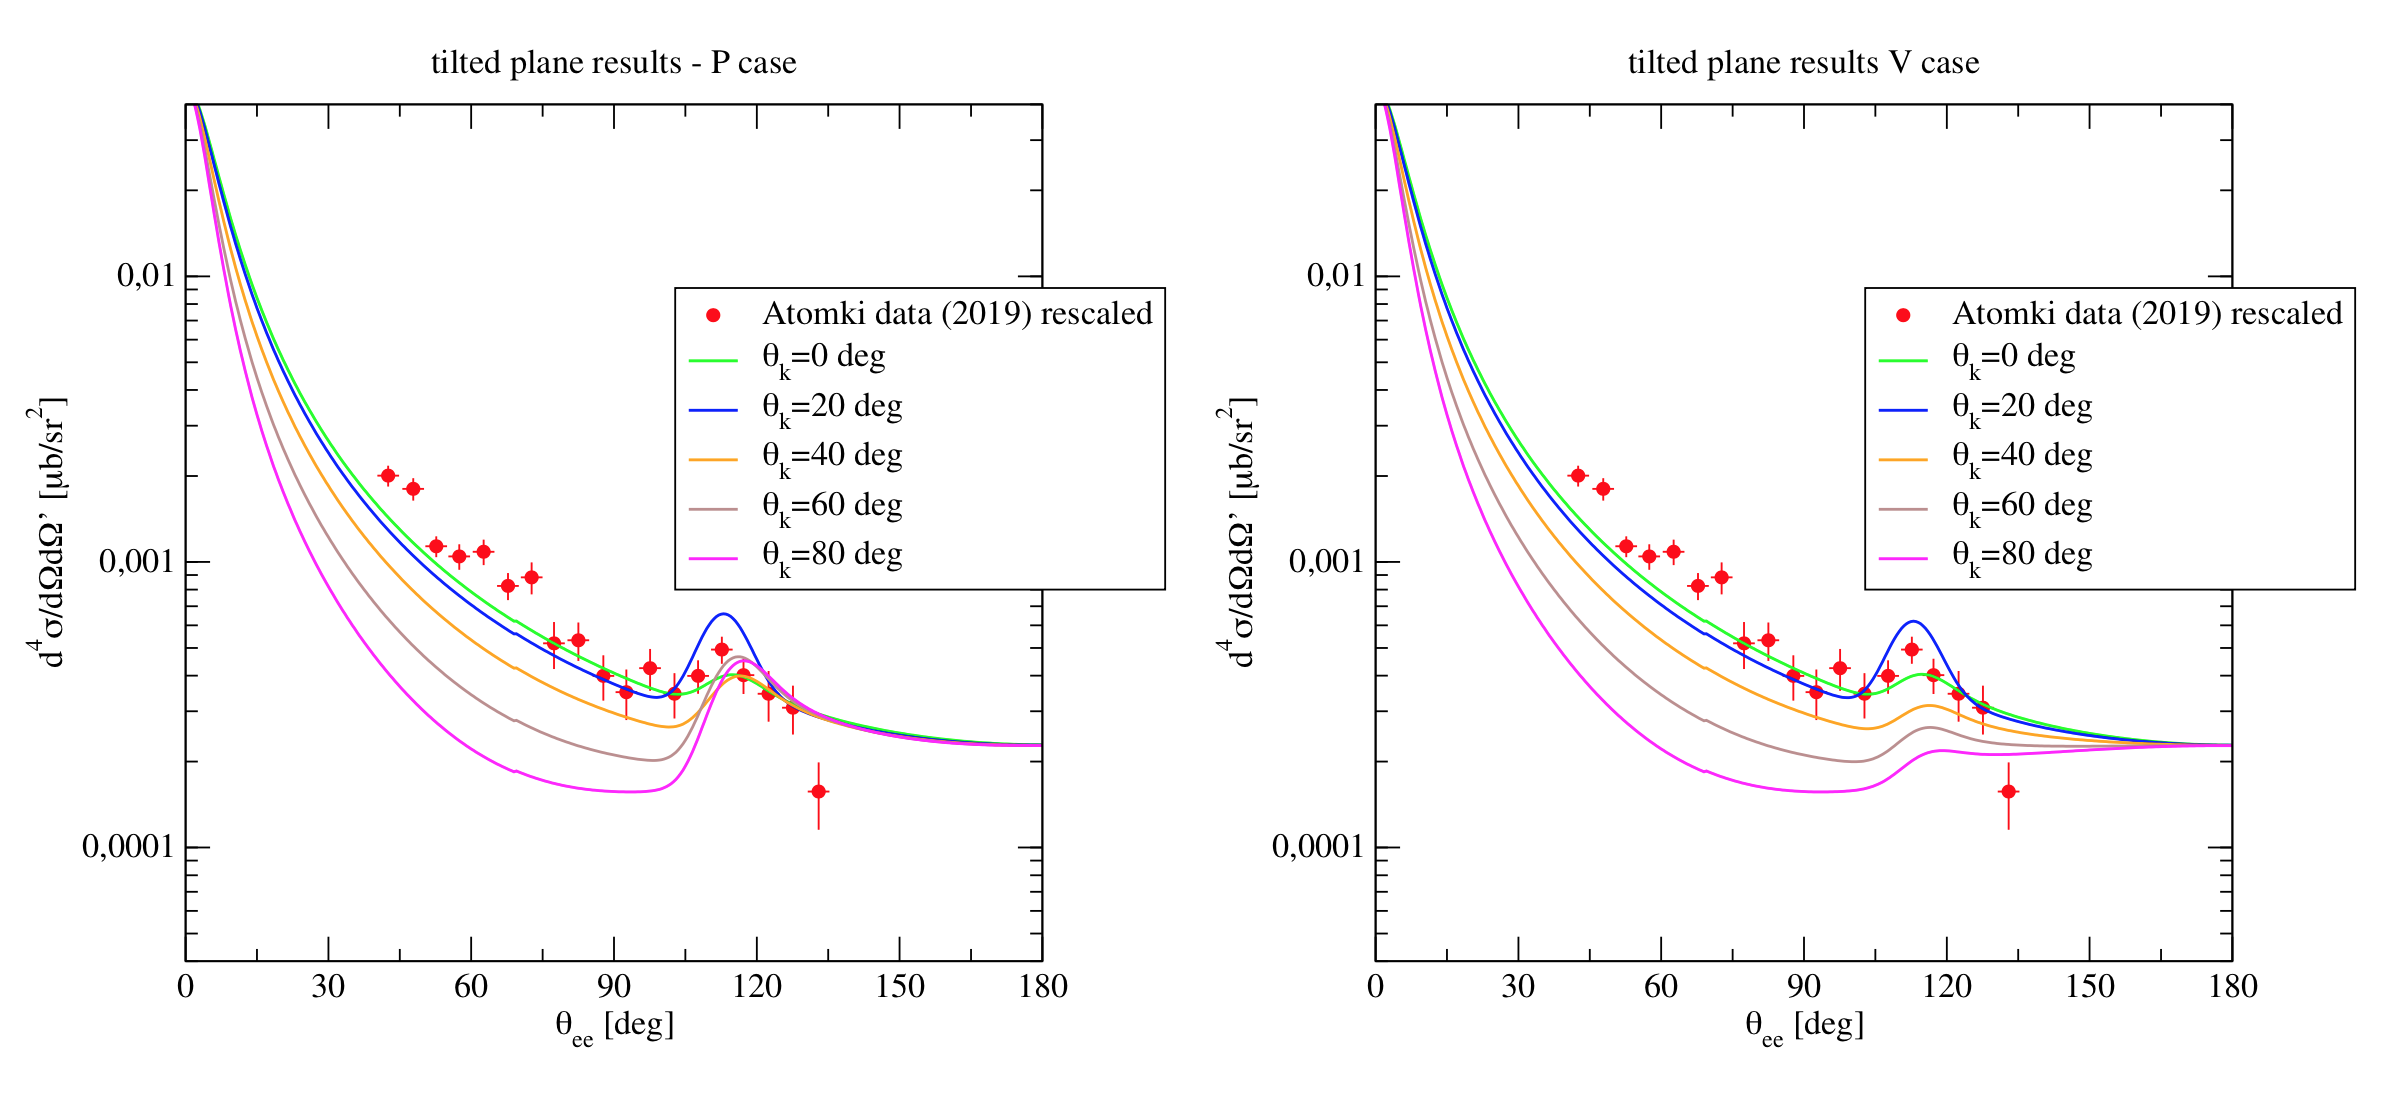 tilted plane results - P case
d4σ/dΩdΩ’ [μb/sr2]
0,01
0,001
0,0001
Atomki data (2019) rescaled
θk=0 deg
θk=20 deg
θk=40 deg
θk=60 deg
θk=80 deg
0 30 60 90 120 150 180
θee [deg]
tilted plane results V case
d4σ/dΩdΩ’ [μb/sr2]
0,01
0,001
0,0001
Atomki data (2019) rescaled
θk=0 deg
θk=20 deg
θk=40 deg
θk=60 deg
θk=80 deg
0 30 60 90 120 150 180
θee [deg]